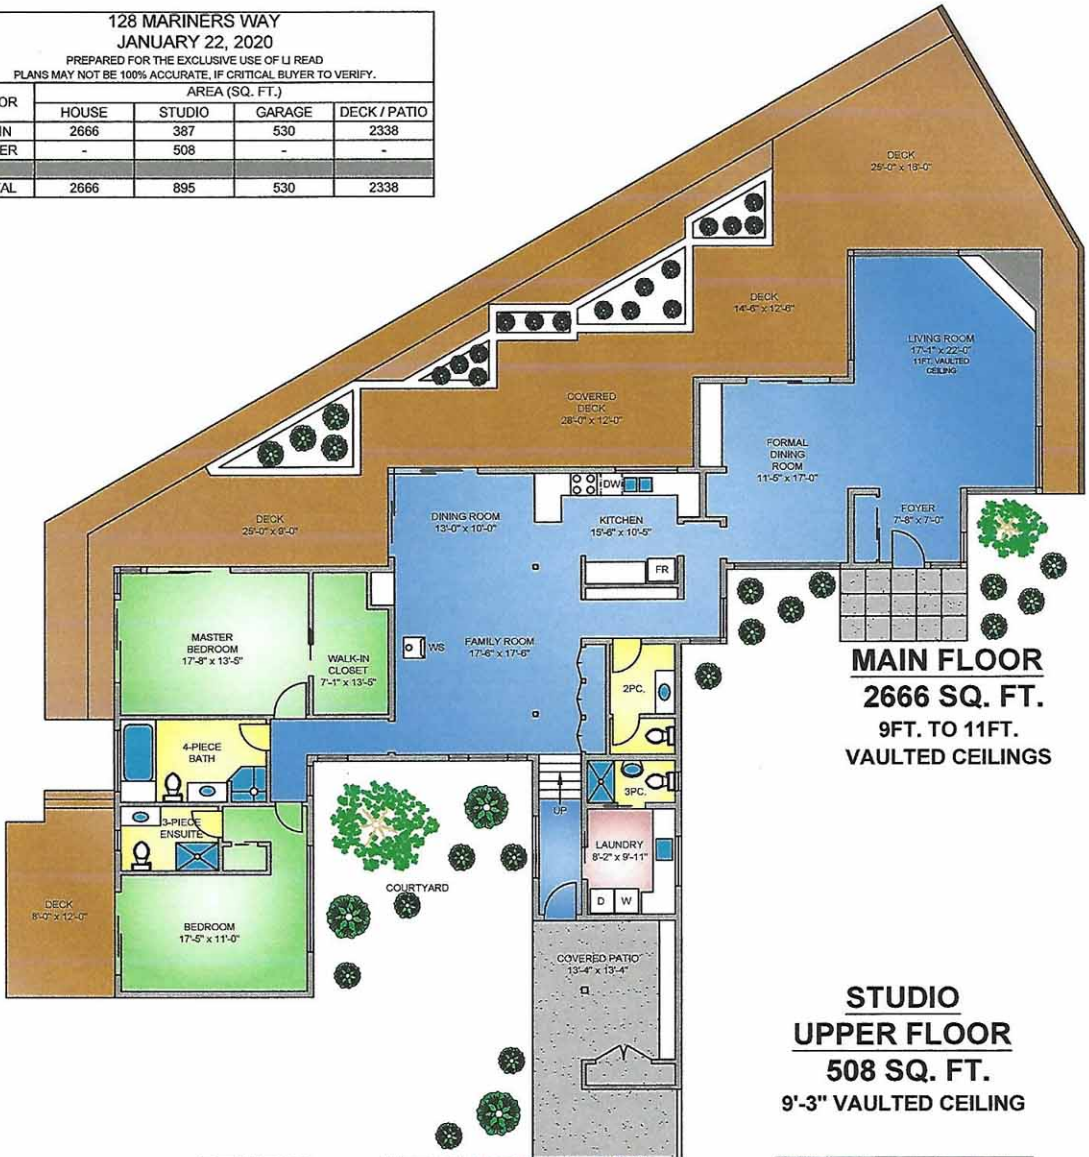 128 MARINERS WAY
JANUARY 22, 2020
PREPARED FOR THE EXCLUSIVE USE OF LI READ
PLANS MAY NOT BE 100% ACCURATE, IF CRITICAL BUYER TO VERIFY.
OR AREA (SQ. FT.)
HOUSE STUDIO GARAGE DECK / PATIO
IN 2666 387 530 2338
ER - 508 - -
AL 2666 895 530 2338
DECK
25'-0" x 18'-0"
DECK
14'-6" x 12'-6"
LIVING ROOM
17'-1" x 22'-0"
11FT. VAULTED
CEILING
COVERED
DECK
28'-0" x 12'-0"
FORMAL
DINING
ROOM
11'-5" x 17'-0"
DW
DINING ROOM
13'-0" x 10'-0"
KITCHEN
15'-6" x 10'-5"
FOYER
7'-8" x 7'-0"
DECK
25'-0" x 9'-0"
FR
MASTER
BEDROOM
17'-8" x 13'-5"
WALK-IN
CLOSET
7'-1" x 13'-5"
WS
FAMILY ROOM
17'-6" x 17'-6"
2PC.
MAIN FLOOR
2666 SQ. FT.
9FT. TO 11FT.
VAULTED CEILINGS
4-PIECE
BATH
3PC.
UP
3-PIECE
ENSUITE
LAUNDRY
8'-2" x 9'-11"
D W
COURTYARD
DECK
8'-0" x 12'-0"
BEDROOM
17'-5" x 11'-0"
COVERED PATIO
13'-4" x 13'-4"
STUDIO
UPPER FLOOR
508 SQ. FT.
9'-3" VAULTED CEILING